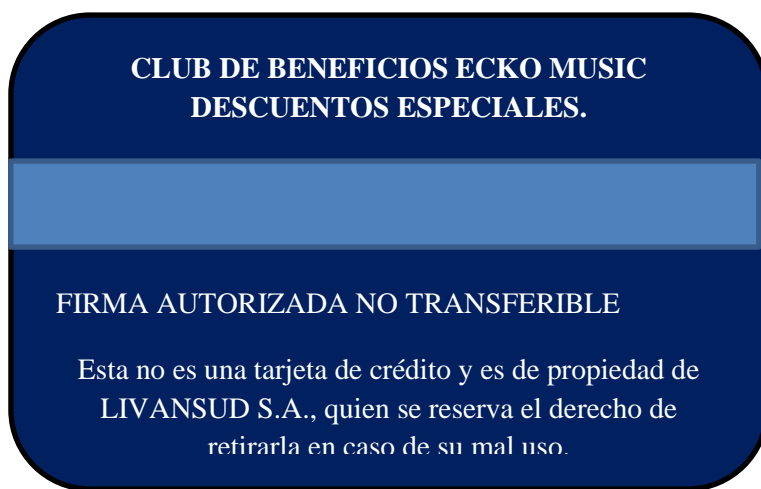 CLUB DE BENEFICIOS ECKO MUSIC
DESCUENTOS ESPECIALES.
FIRMA AUTORIZADA NO TRANSFERIBLE
Esta no es una tarjeta de crédito y es de propiedad de
LIVANSUD S.A., quien se reserva el derecho de
retirarla en caso de su mal uso.